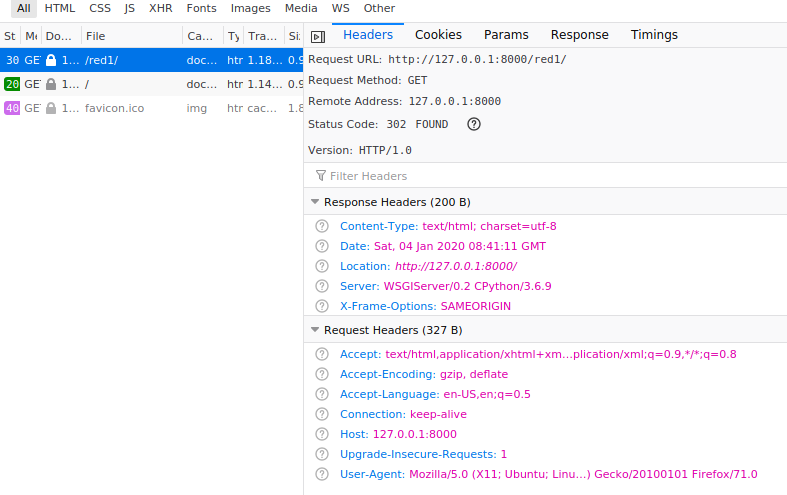 All HTML CSS JS XHR Fonts Images Media WS Other
St Me Do... File Ca... Ty Tra... Si:
30 GET 1... /red1/ doc... htr 1.18... 0.9
20 GET 1... / doc... htr 1.14... 0.9
40 GET 1... favicon.ico img htr cac... 1.8
Headers Cookies Params Response Timings
Request URL: http://127.0.0.1:8000/red1/
Request Method: GET
Remote Address: 127.0.0.1:8000
Status Code: 302 FOUND ?
Version: HTTP/1.0
Filter Headers
Response Headers (200 B)
? Content-Type: text/html; charset=utf-8
? Date: Sat, 04 Jan 2020 08:41:11 GMT
? Location: http://127.0.0.1:8000/
? Server: WSGIServer/0.2 CPython/3.6.9
? X-Frame-Options: SAMEORIGIN
Request Headers (327 B)
? Accept: text/html,application/xhtml+xm...plication/xml;q=0.9,*/*;q=0.8
? Accept-Encoding: gzip, deflate
? Accept-Language: en-US,en;q=0.5
? Connection: keep-alive
? Host: 127.0.0.1:8000
? Upgrade-Insecure-Requests: 1
? User-Agent: Mozilla/5.0 (X11; Ubuntu; Linu...) Gecko/20100101 Firefox/71.0